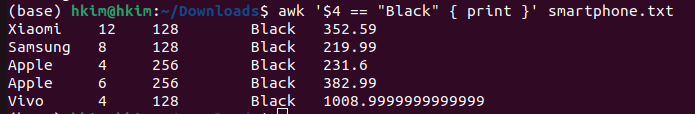 (base) hkim@hkim:~/Downloads$ awk '$4 == "Black" { print }' smartphone.txt
Xiaomi 12 128 Black 352.59
Samsung 8 128 Black 219.99
Apple 4 256 Black 231.6
Apple 6 256 Black 382.99
Vivo 4 128 Black 1008.9999999999999